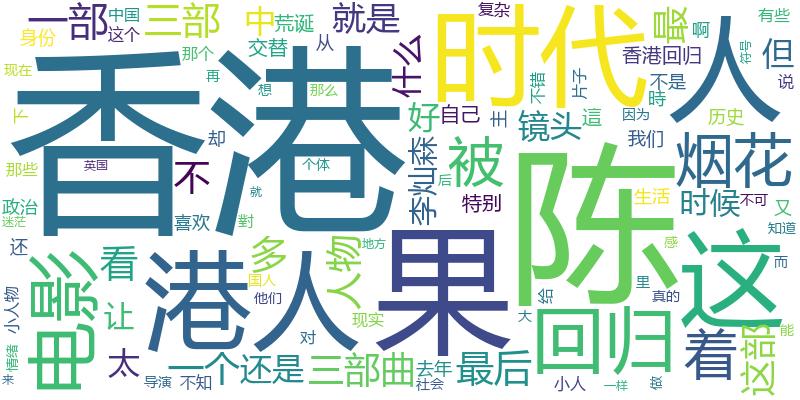 一部
中国
三部
就是
复杂
时代
最
啊
有些
身份
这个
中
荒诞
人
但
那个
交替
从
什么
香港回归
符号
现在
香港
再
想
那么
不错
片子
不是
说
下
却
好
自己
主
镜头
這
時
因为
历史
不
李灿森
被
我们
烟花
那些
英国
个体
后
陈
生活
时候
不可
政治
喜欢
就
特别
又
迷茫
對
知道
还
电影
看
港人
多
人物
地方
果
感
这
而
小人物
国人
他们
给
里
真的
让
现实
大
回归
着
这部
能
情绪
太
对
来
导演
不知
一个
还是
三部曲
去年
社会
最后
小人
一样
做